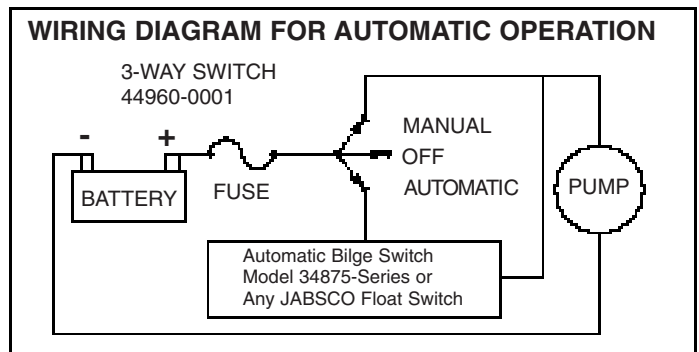 WIRING DIAGRAM FOR AUTOMATIC OPERATION
3-WAY SWITCH
44960-0001
- +
MANUAL
OFF
AUTOMATIC
BATTERY
FUSE
PUMP
Automatic Bilge Switch
Model 34875-Series or
Any JABSCO Float Switch